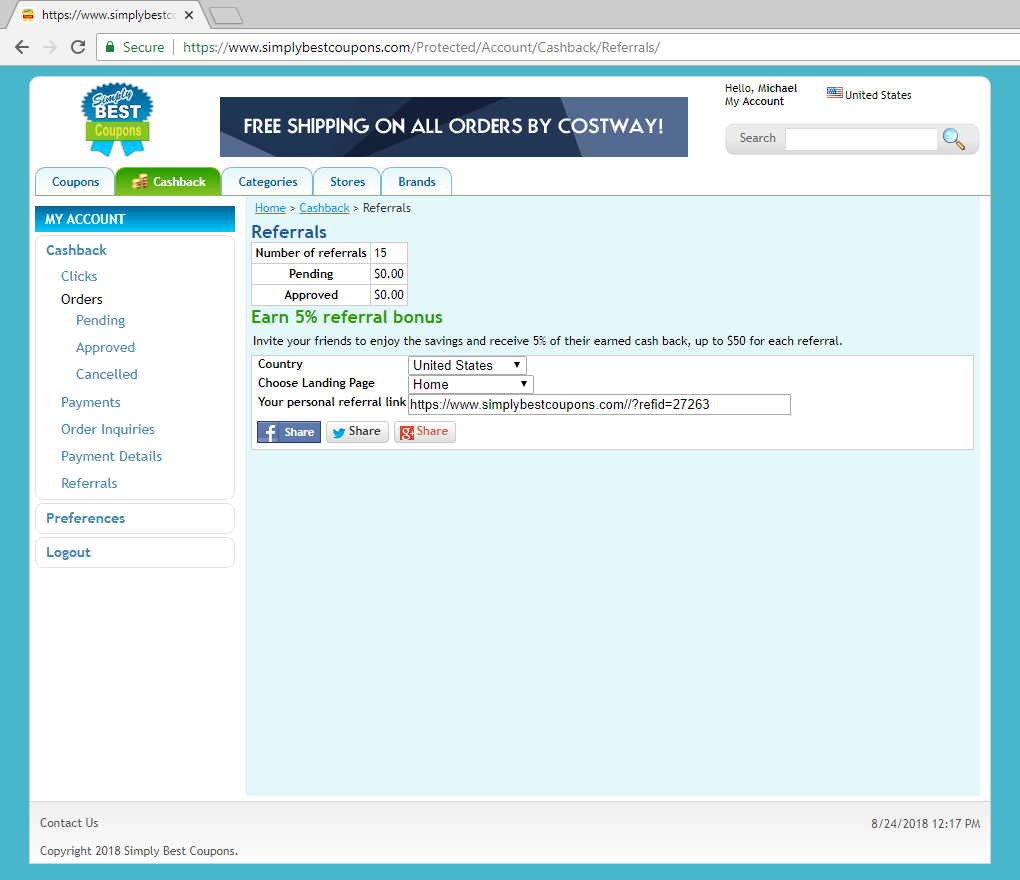 https://www.simplybestco
Secure https://www.simplybestcoupons.com/Protected/Account/Cashback/Referrals/
Simply
BEST
Coupons
FREE SHIPPING ON ALL ORDERS BY COSTWAY!
Hello, Michael
My Account
United States
Search
Coupons Cashback Categories Stores Brands
MY ACCOUNT
Cashback
Clicks
Orders
Pending
Approved
Cancelled
Payments
Order Inquiries
Payment Details
Referrals
Preferences
Logout
Home > Cashback > Referrals
Referrals
Number of referrals 15
Pending $0.00
Approved $0.00
Earn 5% referral bonus
Invite your friends to enjoy the savings and receive 5% of their earned cash back, up to $50 for each referral.
Country United States
Choose Landing Page Home
Your personal referral link https://www.simplybestcoupons.com//?refid=27263
Share Share Share
Contact Us 8/24/2018 12:17 PM
Copyright 2018 Simply Best Coupons.